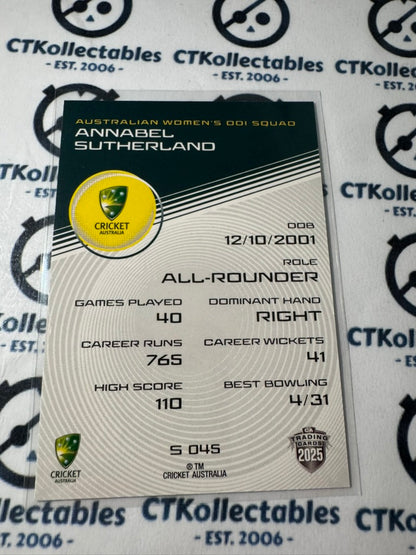 CTKollectables
- EST. 2006 -
CTKollectables
- EST. 2006 -
CTKollectables
AUSTRALIAN WOMEN'S ODI SQUAD
ANNABEL
SUTHERLAND
CRICKET
AUSTRALIA
DOB
12/10/2001
ROLE
ALL-ROUNDER
GAMES PLAYED
40
DOMINANT HAND
RIGHT
CAREER RUNS
765
CAREER WICKETS
41
HIGH SCORE
110
BEST BOWLING
4/31
S 045
® TM
CRICKET AUSTRALIA
CRICKET
AUSTRALIA
TRADING
CARDS
2025
CTKollectables
- EST. 2006 -
CTKollectables
- EST. 2006 -